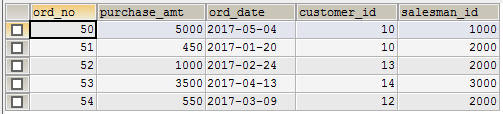 ord_no purchase_amt ord_date customer_id salesman_id
50 5000 2017-05-04 10 1000
51 450 2017-01-20 10 2000
52 1000 2017-02-24 13 2000
53 3500 2017-04-13 14 3000
54 550 2017-03-09 12 2000